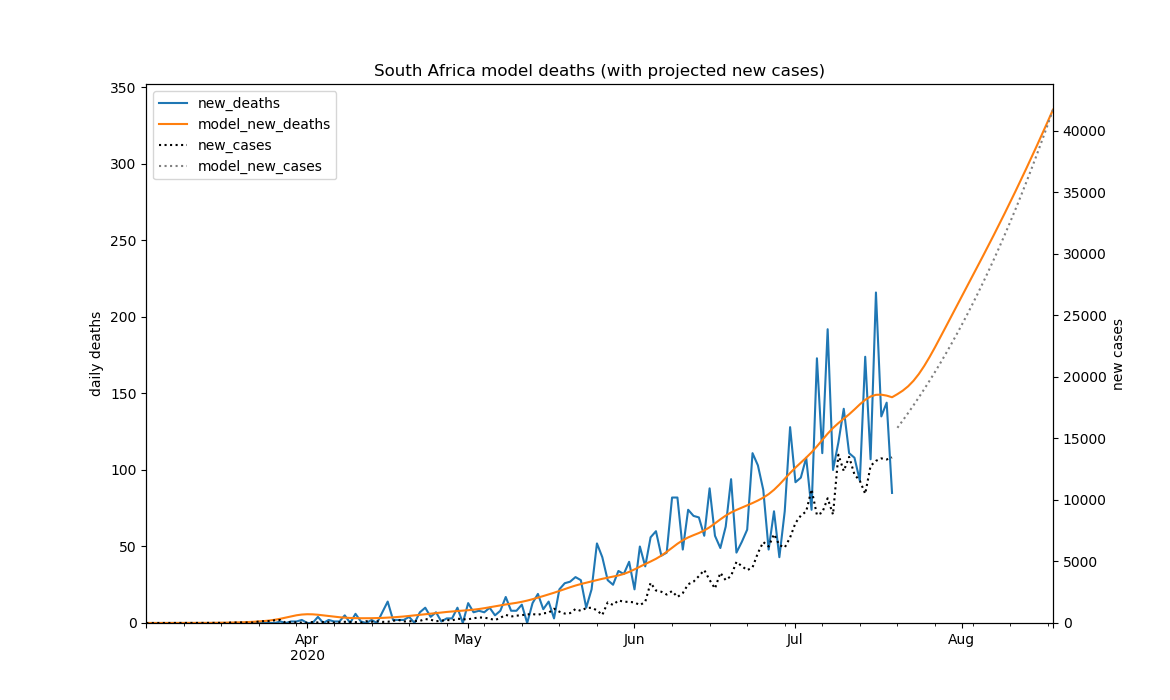 South Africa model deaths (with projected new cases)
new_deaths
model_new_deaths
new_cases
model_new_cases
350
300
250
200
150
100
50
0
daily deaths
40000
35000
30000
25000
20000
15000
10000
5000
0
new cases
Apr
2020
May
Jun
Jul
Aug